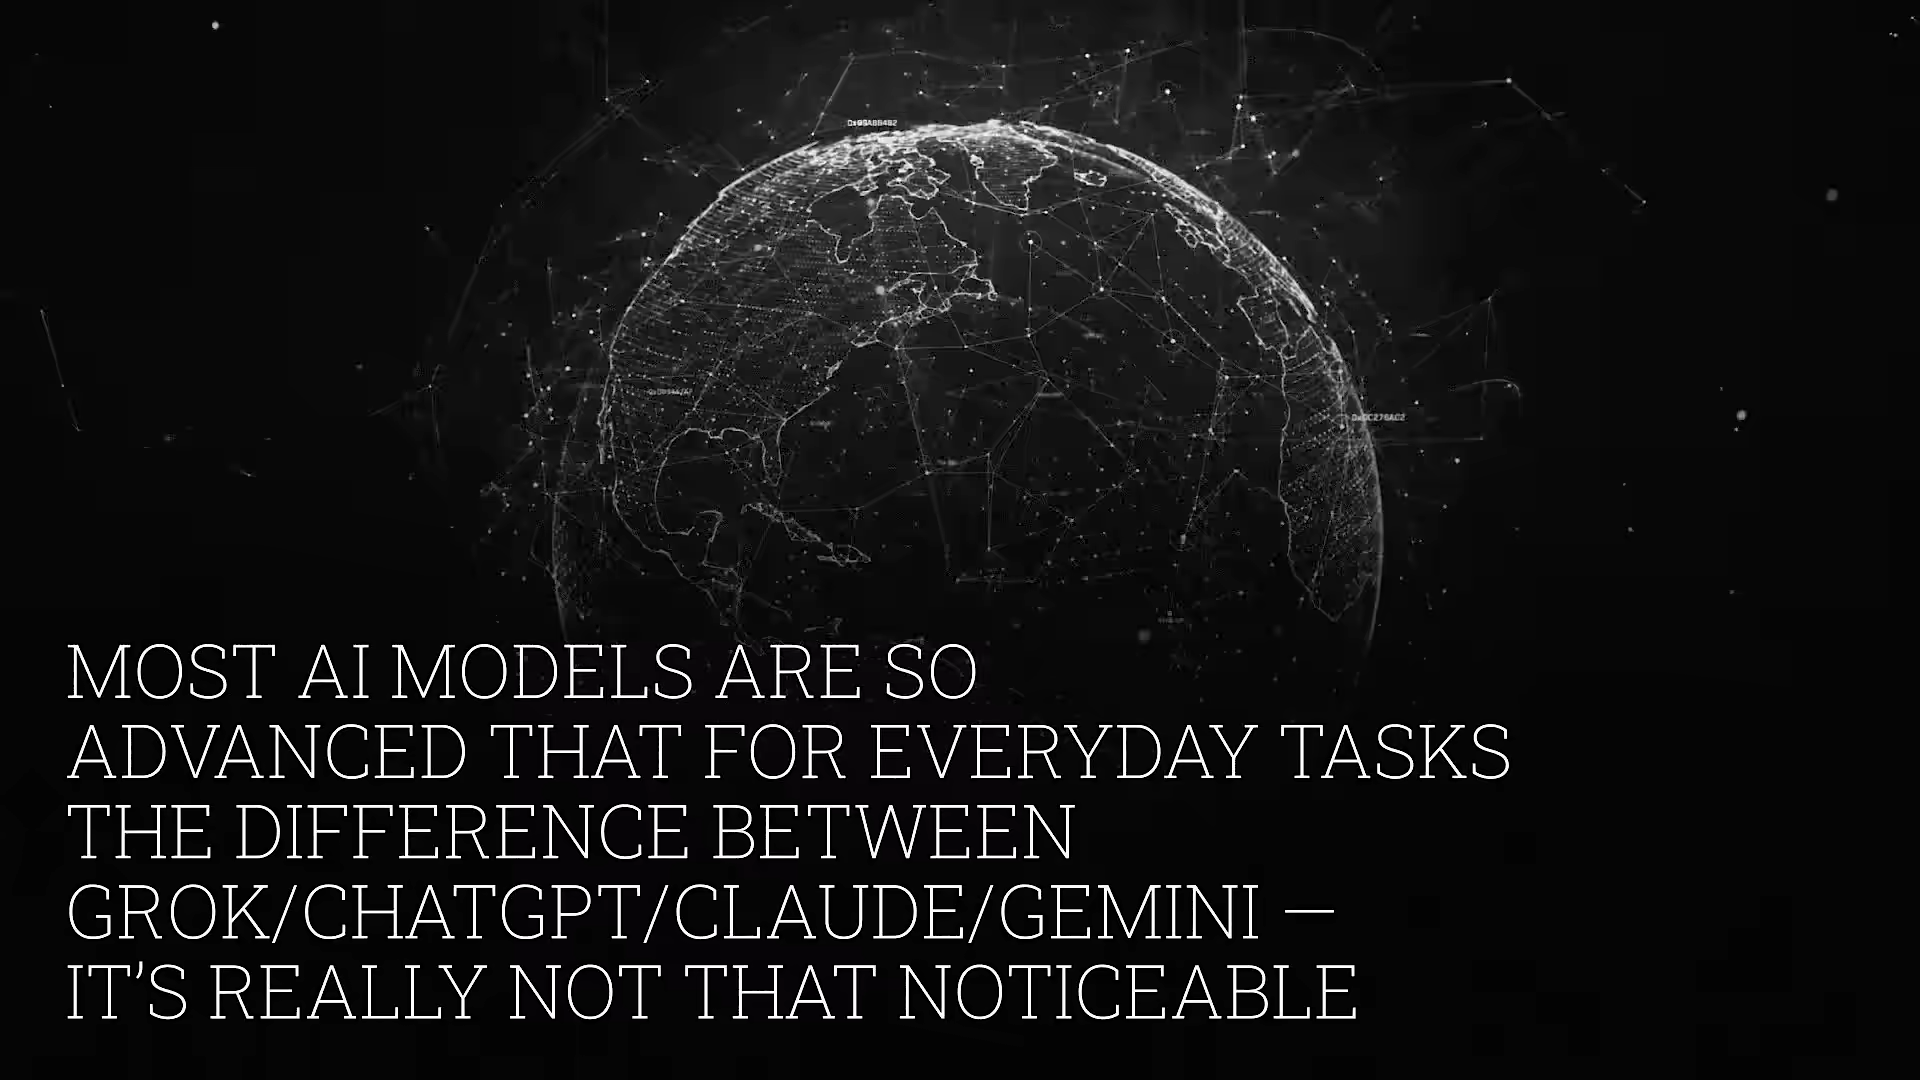 MOST AI MODELS ARE SO
ADVANCED THAT FOR EVERYDAY TASKS
THE DIFFERENCE BETWEEN
GROK/CHATGPT/CLAUDE/GEMINI –
IT’S REALLY NOT THAT NOTICEABLE